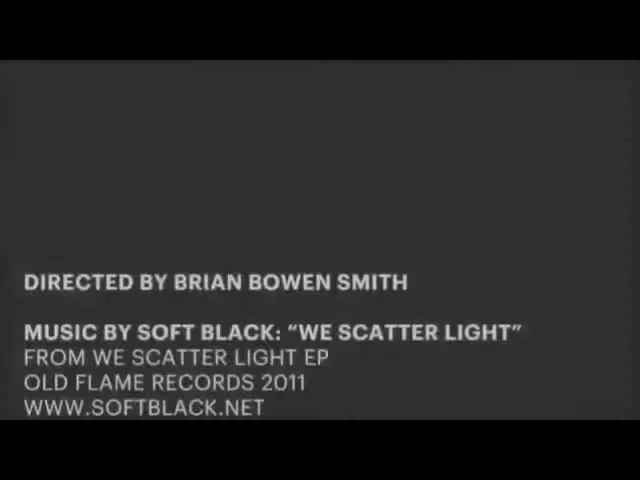 DIRECTED BY BRIAN BOWEN SMITH
MUSIC BY SOFT BLACK: “WE SCATTER LIGHT”
FROM WE SCATTER LIGHT EP
OLD FLAME RECORDS 2011
WWW.SOFTBLACK.NET